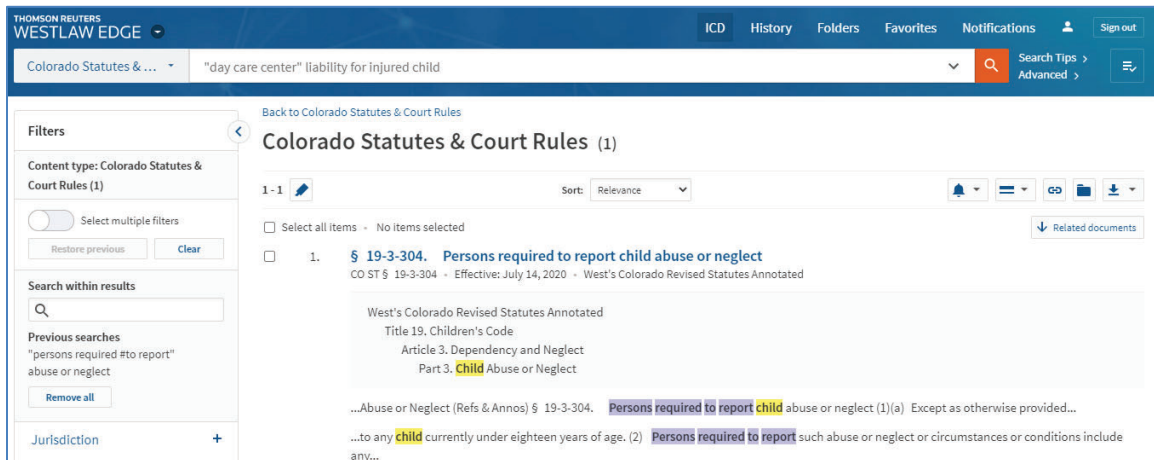 THOMSON REUTERS
WESTLAW EDGE
ICD History Folders Favorites Notifications Sign out
Colorado Statutes & ... "day care center" liability for injured child Search Tips >
Advanced >
Filters
Content type: Colorado Statutes &
Court Rules (1)
Select multiple filters
Restore previous Clear
Search within results
Previous searches
"persons required #to report"
abuse or neglect
Remove all
Jurisdiction +
Back to Colorado Statutes & Court Rules
Colorado Statutes & Court Rules (1)
1 - 1 Sort: Relevance
Select all items • No items selected Related documents
1. § 19-3-304. Persons required to report child abuse or neglect
CO ST § 19-3-304 • Effective: July 14, 2020 • West's Colorado Revised Statutes Annotated
West's Colorado Revised Statutes Annotated
Title 19. Children's Code
Article 3. Dependency and Neglect
Part 3. Child Abuse or Neglect
...Abuse or Neglect (Refs & Annos) § 19-3-304. Persons required to report child abuse or neglect (1)(a) Except as otherwise provided...
...to any child currently under eighteen years of age. (2) Persons required to report such abuse or neglect or circumstances or conditions include
any...